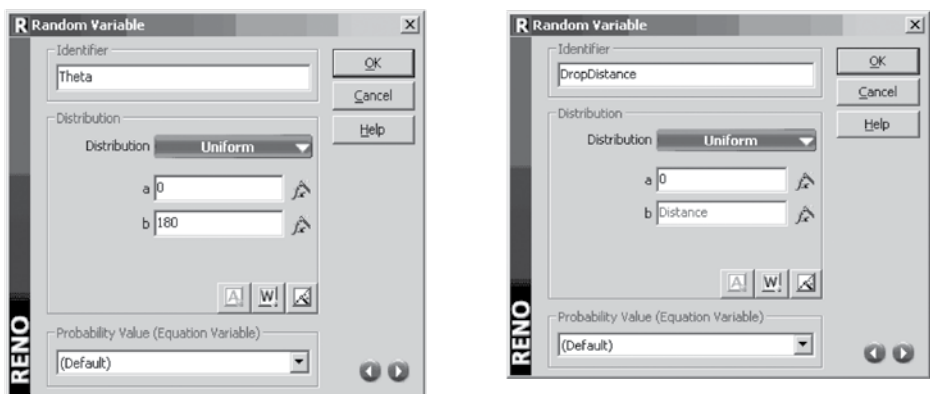 R Random Variable
Identifier
Theta
OK
Cancel
Help
Distribution
Distribution Uniform
a 0
b 180
A W!
Probability Value (Equation Variable)
(Default)
RENO
R Random Variable
Identifier
DropDistance
OK
Cancel
Help
Distribution
Distribution Uniform
a 0
b Distance
A W!
Probability Value (Equation Variable)
(Default)
RENO